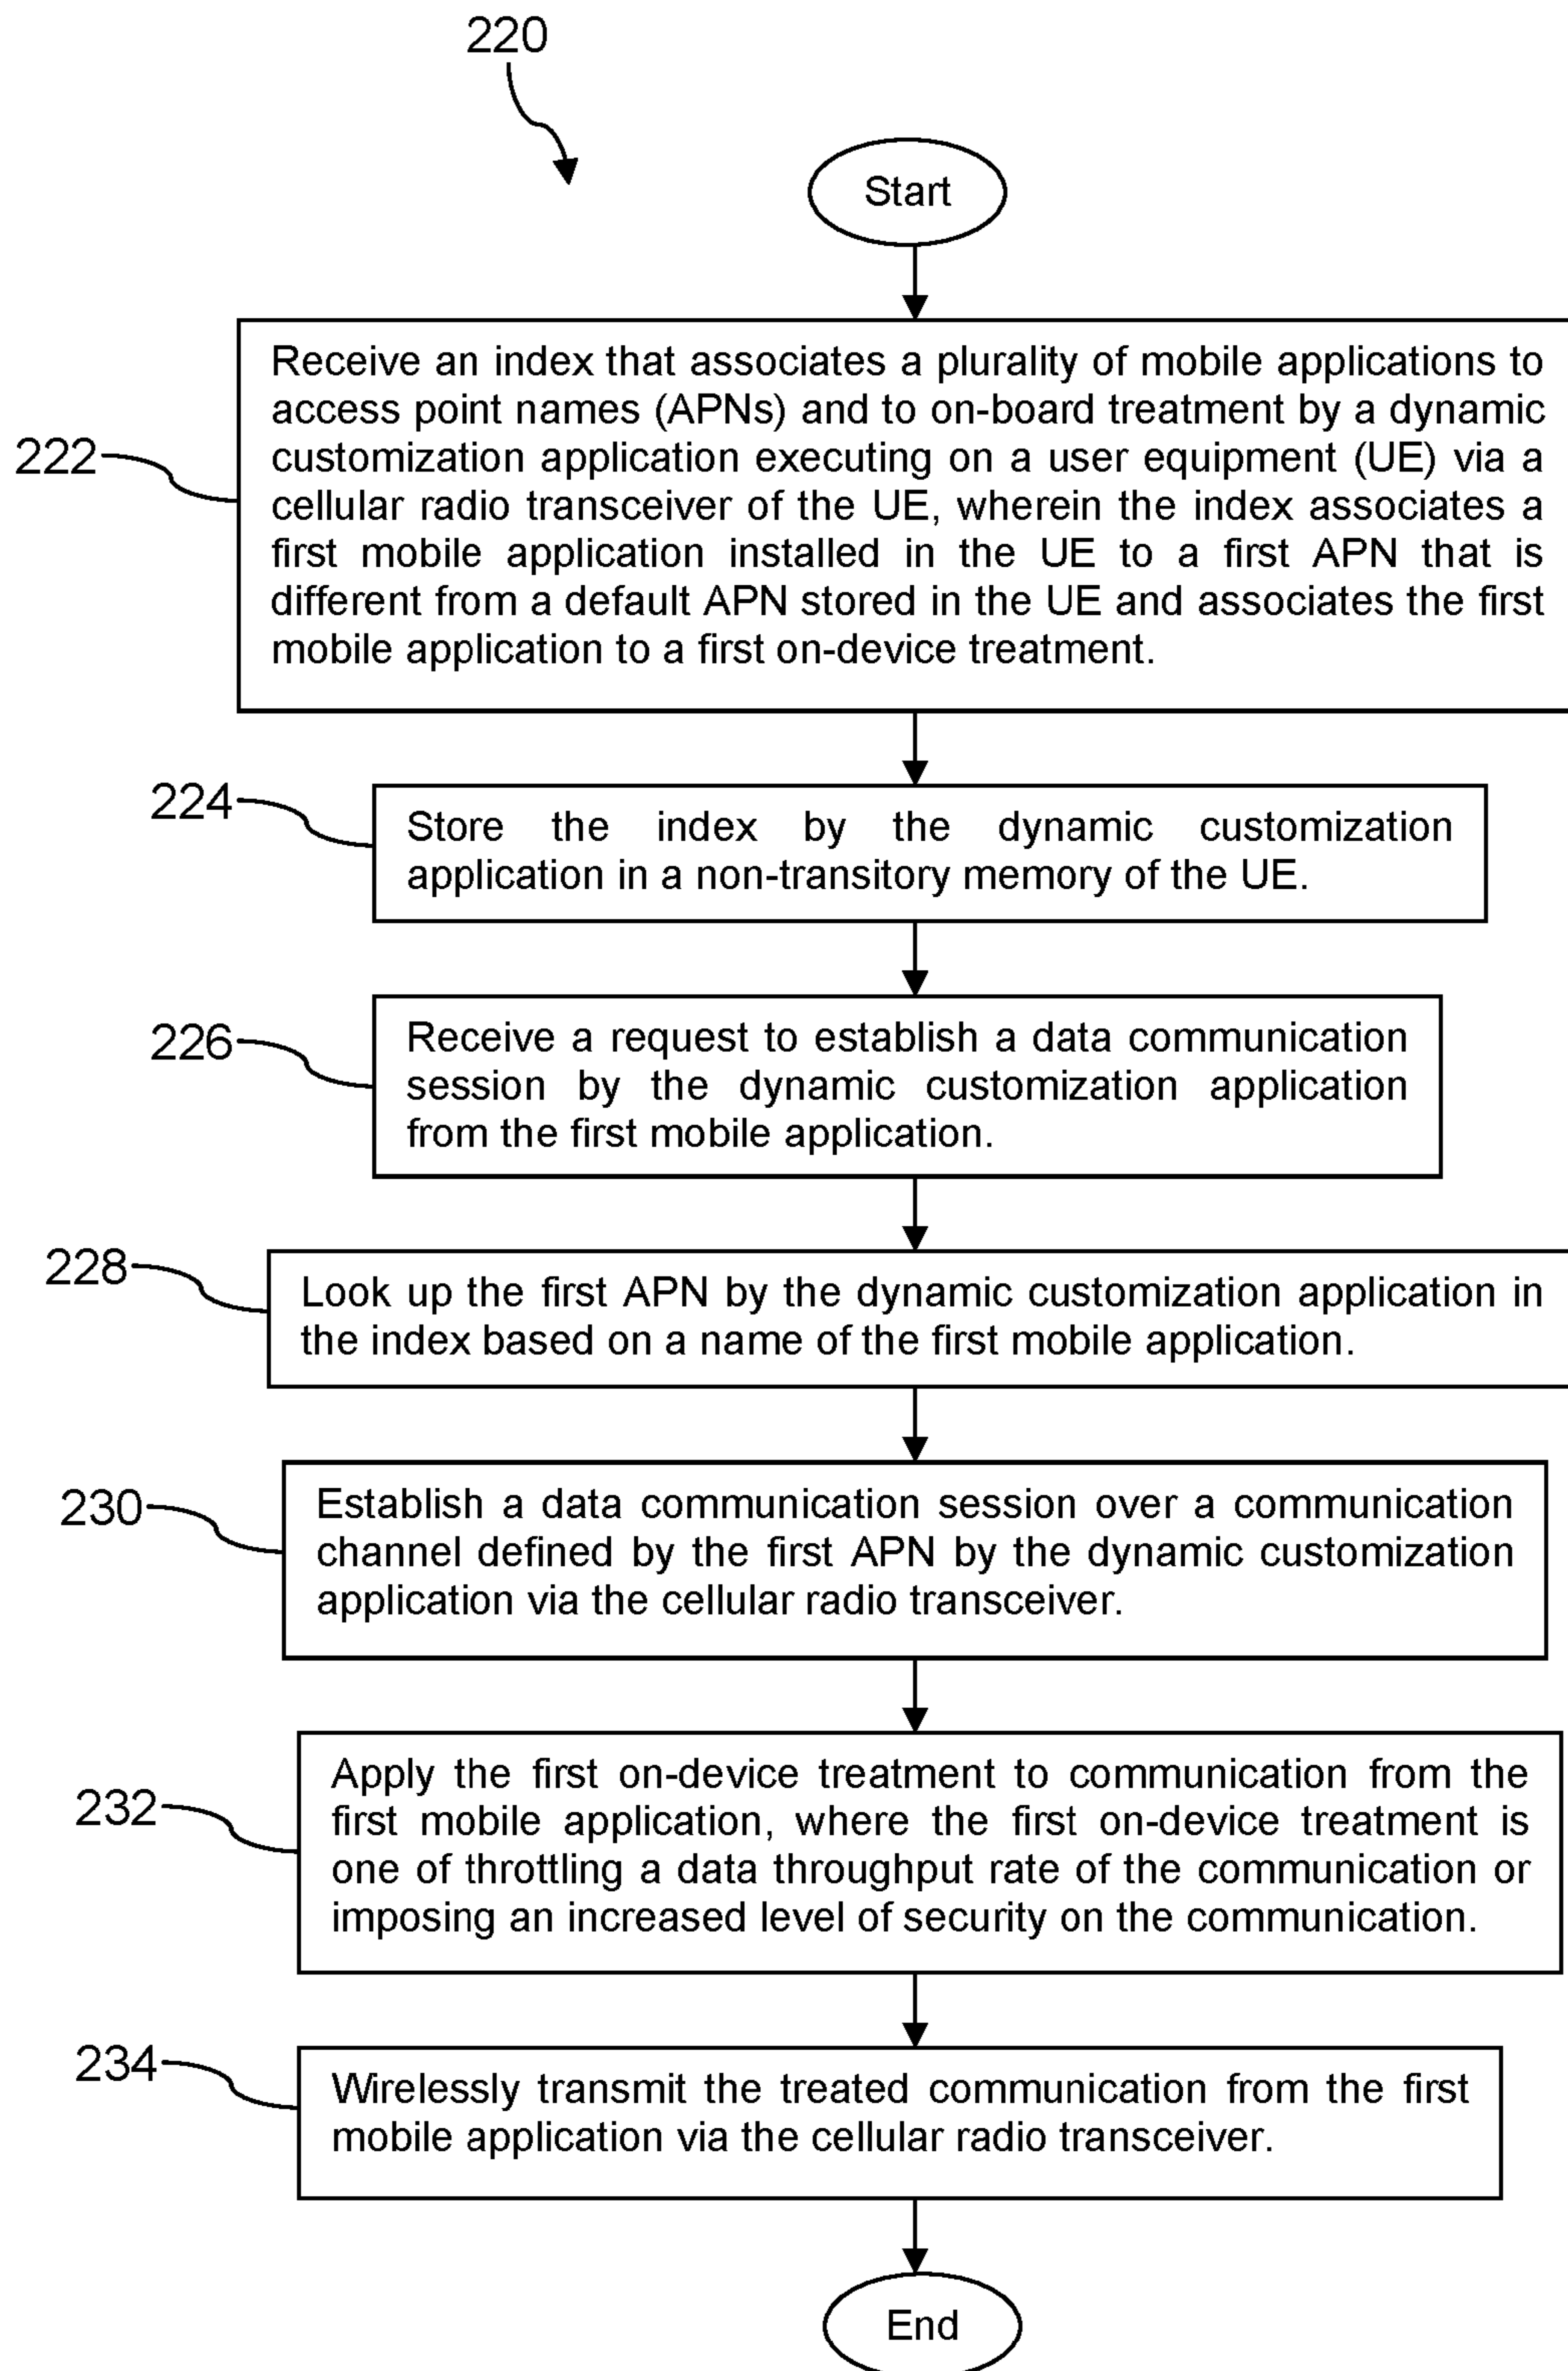 220
Start
222
Receive an index that associates a plurality of mobile applications to
access point names (APNs) and to on-board treatment by a dynamic
customization application executing on a user equipment (UE) via a
cellular radio transceiver of the UE, wherein the index associates a
first mobile application installed in the UE to a first APN that is
different from a default APN stored in the UE and associates the first
mobile application to a first on-device treatment.
224
Store the index by the dynamic customization
application in a non-transitory memory of the UE.
226
Receive a request to establish a data communication
session by the dynamic customization application
from the first mobile application.
228
Look up the first APN by the dynamic customization application in
the index based on a name of the first mobile application.
230
Establish a data communication session over a communication
channel defined by the first APN by the dynamic customization
application via the cellular radio transceiver.
232
Apply the first on-device treatment to communication from the
first mobile application, where the first on-device treatment is
one of throttling a data throughput rate of the communication or
imposing an increased level of security on the communication.
234
Wirelessly transmit the treated communication from the first
mobile application via the cellular radio transceiver.
End